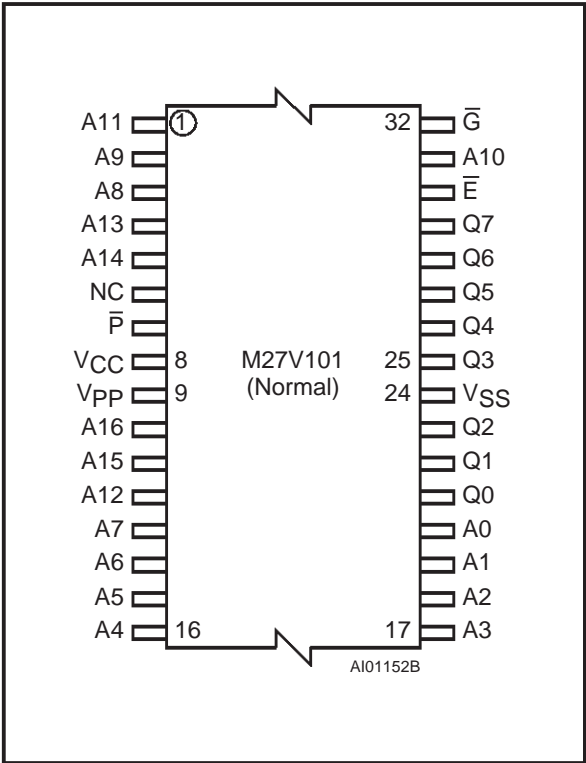 A11 1 32 G̅
A9 A10
A8 E̅
A13 Q7
A14 Q6
NC Q5
P̅ Q4
VCC 8 M27V101 25 Q3
VPP 9 (Normal) 24 VSS
A16 Q2
A15 Q1
A12 Q0
A7 A0
A6 A1
A5 A2
A4 16 17 A3
AI01152B